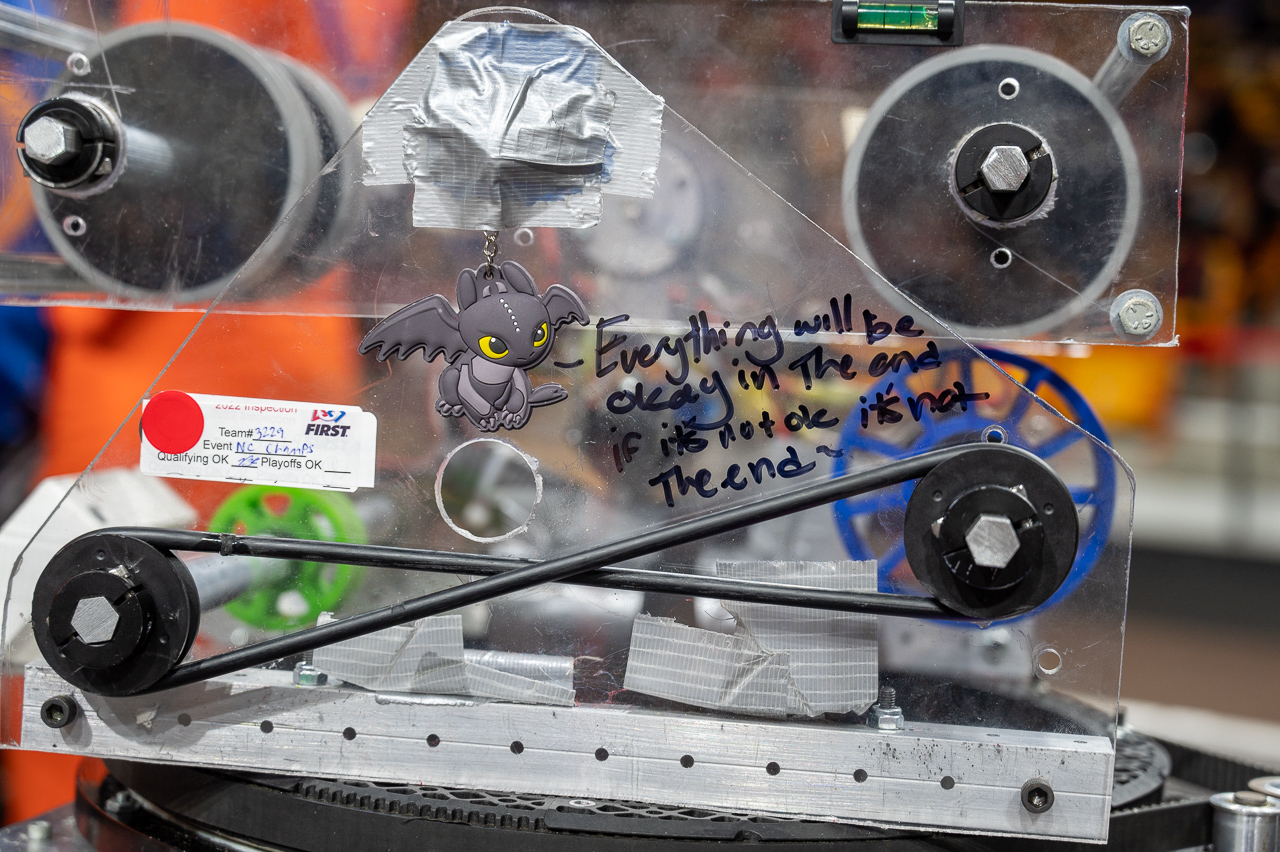 ~ Everything will be
okay in The end
if it's not ok it's not
The end ~
2022 Inspection
FIRST
Team# 3229
Event NC Champs
Qualifying OK Playoffs OK